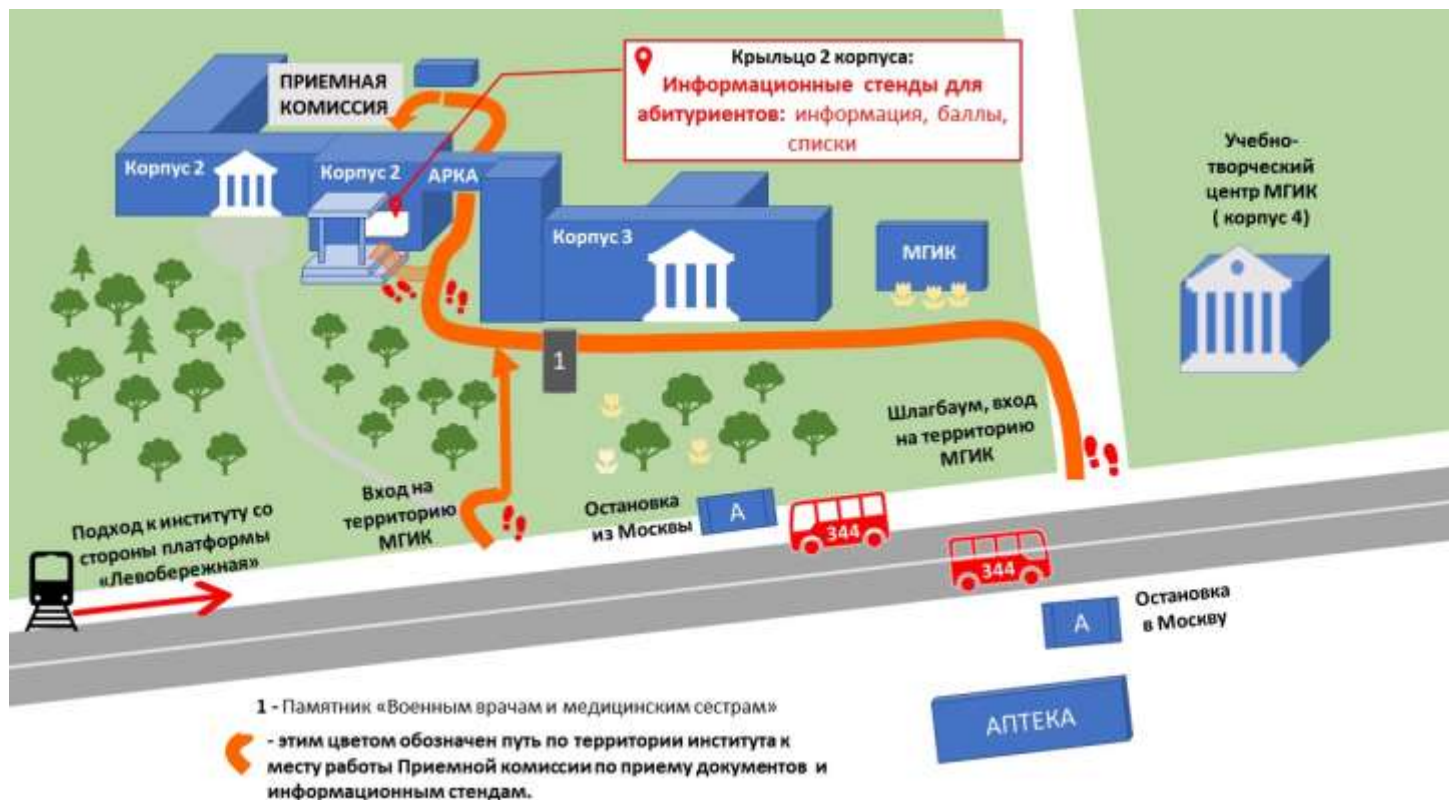 ПРИЕМНАЯ
КОМИССИЯ
Крыльцо 2 корпуса:
Информационные стенды для
абитуриентов: информация, баллы,
списки
Учебно-
творческий
центр МГИК
( корпус 4)
Корпус 2
Корпус 2
АРКА
Корпус 3
МГИК
1
Шлагбаум, вход
на территорию
МГИК
Вход на
территорию
МГИК
Остановка
из Москвы
А
344
344
Подход к институту со
стороны платформы
«Левобережная»
А
Остановка
в Москву
АПТЕКА
1 - Памятник «Военным врачам и медицинским сестрам»
- этим цветом обозначен путь по территории института к
месту работы Приемной комиссии по приему документов и
информационным стендам.